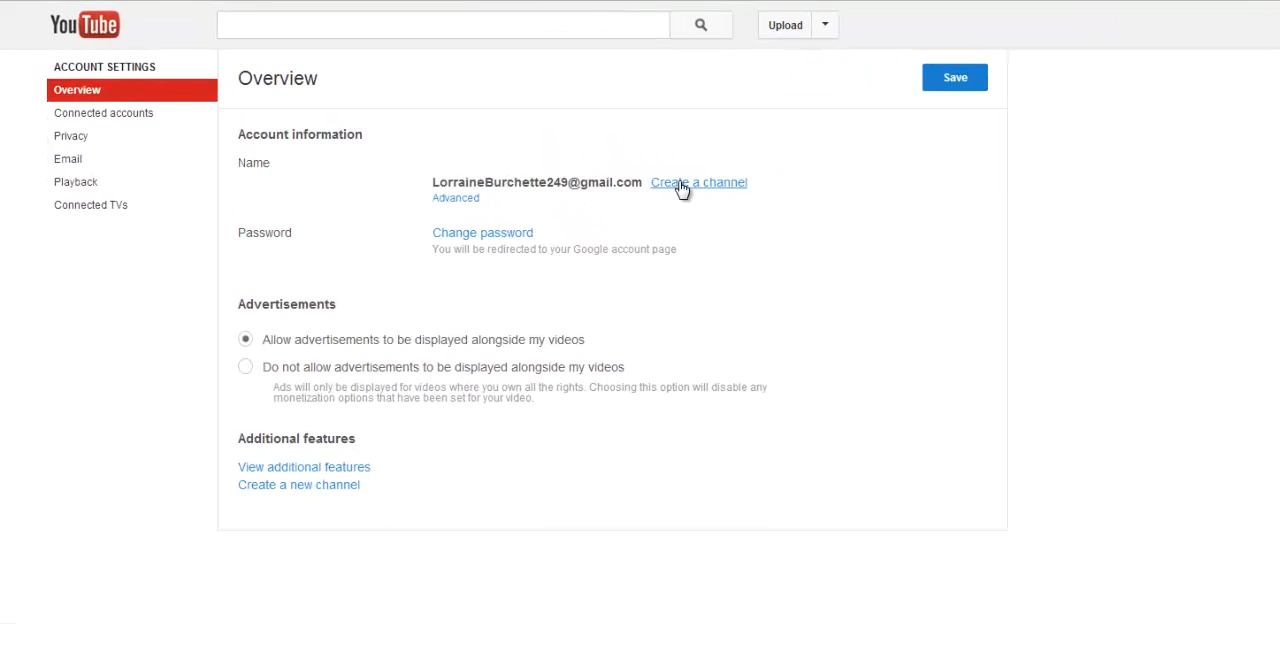 YouTube
Upload
ACCOUNT SETTINGS
Overview
Connected accounts
Privacy
Email
Playback
Connected TVs
Overview
Save
Account information
Name
LorraineBurchette249@gmail.com Create a channel
Advanced
Password
Change password
You will be redirected to your Google account page
Advertisements
Allow advertisements to be displayed alongside my videos
Do not allow advertisements to be displayed alongside my videos
Ads will only be displayed for videos where you own all the rights. Choosing this option will disable any
monetization options that have been set for your video.
Additional features
View additional features
Create a new channel